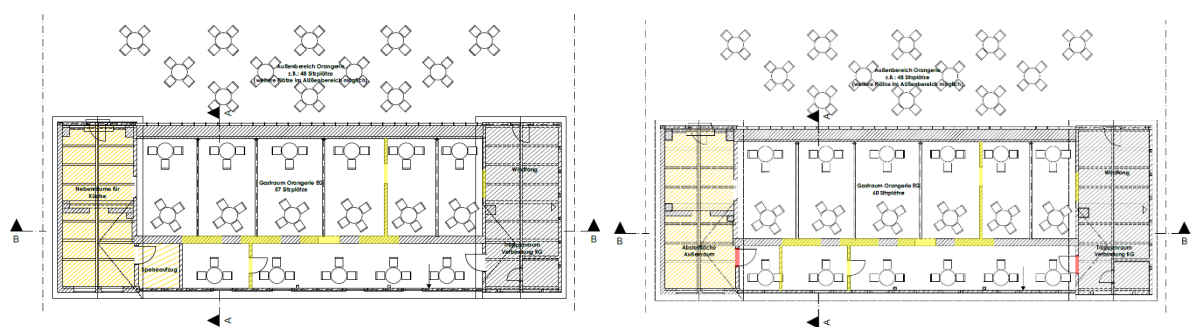 Außenbereich Orangerie
z.B.: 48 Sitzplätze
(weitere Plätze im Außenbereich möglich)
A
Nebenräume für
Küche
Gastraum Orangerie EG
57 Sitzplätze
Windfang
B
B
Speiseaufzug
Treppenraum
Verbindung KG
A
Außenbereich Orangerie
z.B.: 48 Sitzplätze
(weitere Plätze im Außenbereich möglich)
A
Gastraum Orangerie EG
60 Sitzplätze
Windfang
B
B
Abstellfläche
Außenraum
Treppenraum
Verbindung KG
A